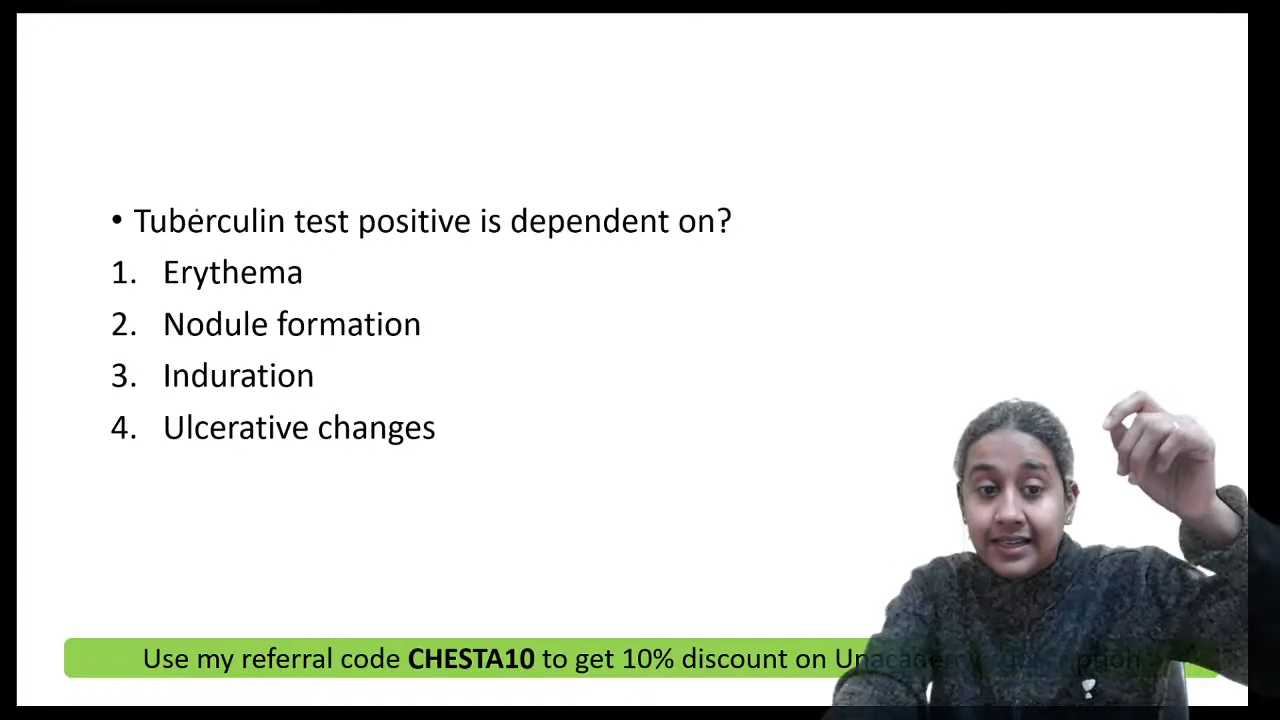 • Tuberculin test positive is dependent on?
1. Erythema
2. Nodule formation
3. Induration
4. Ulcerative changes
Use my referral code CHESTA10 to get 10% discount on Unacademy